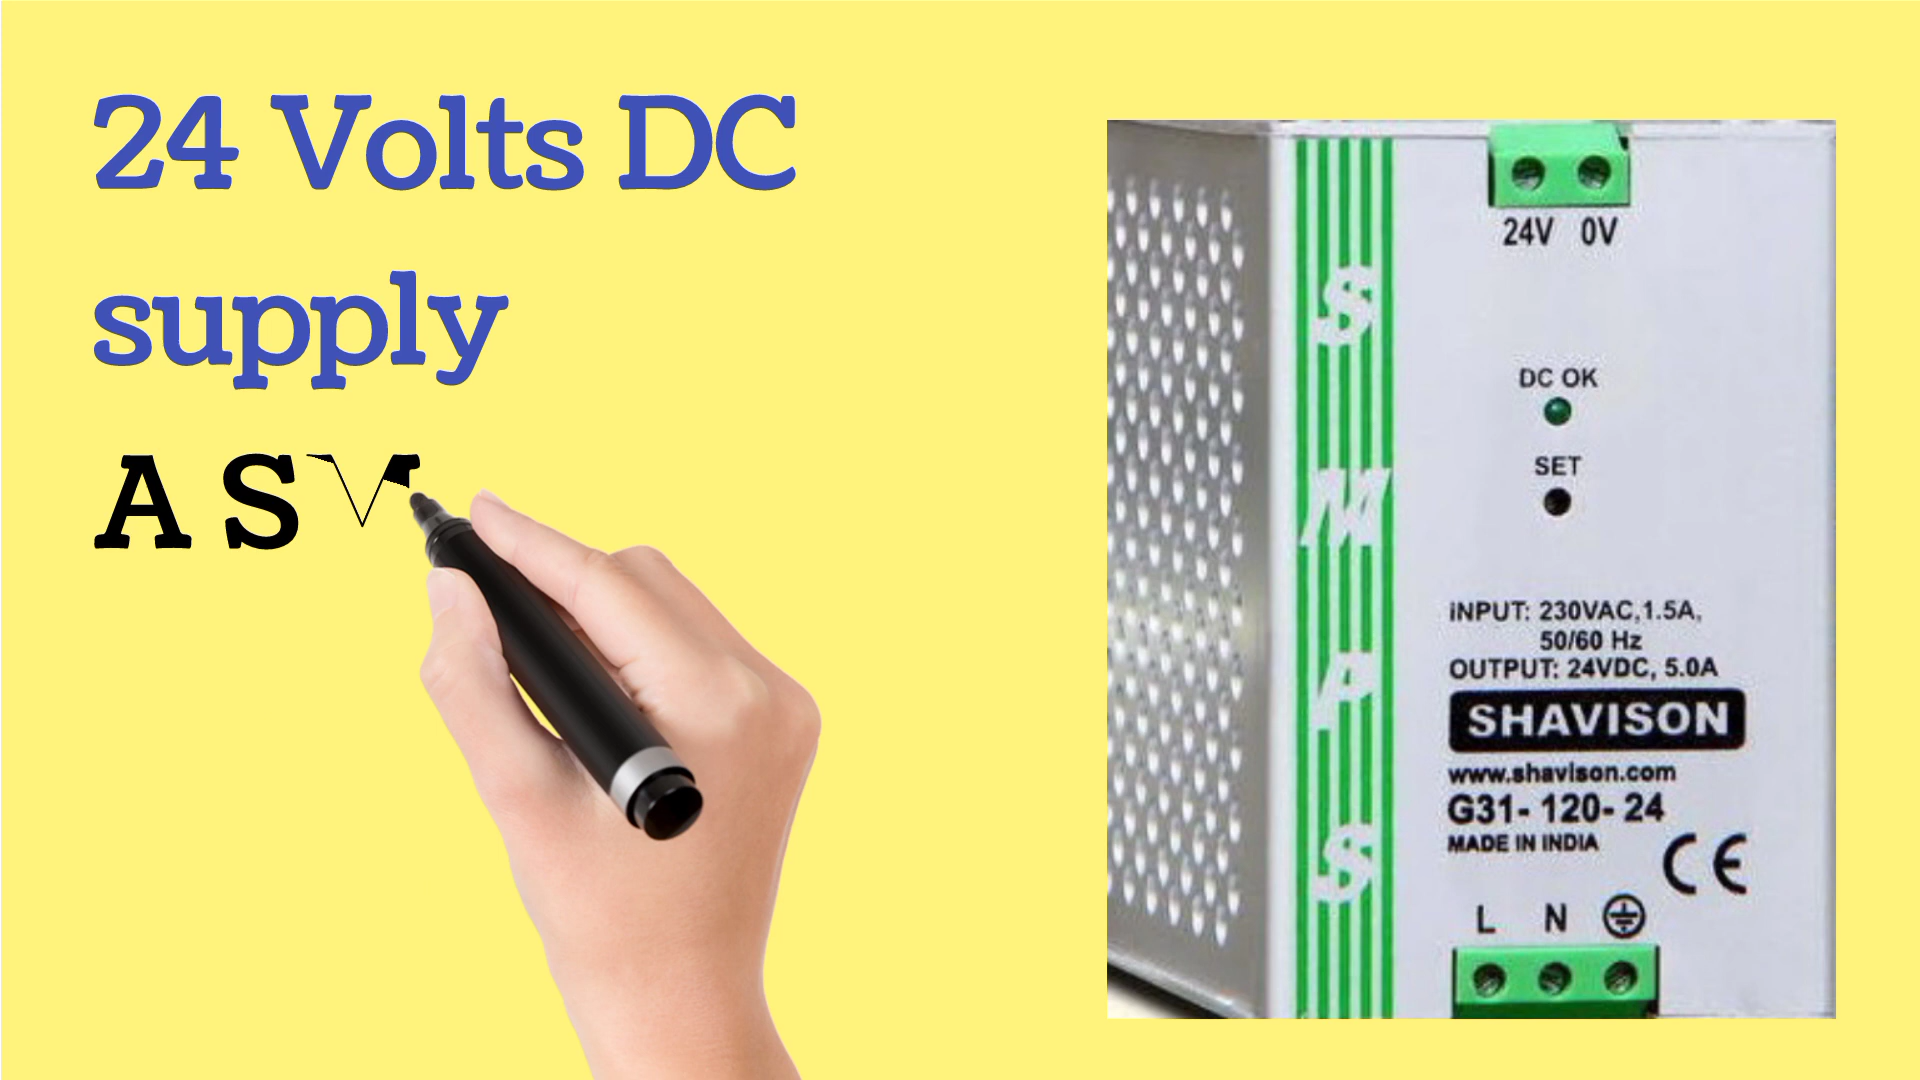 24 Volts DC
supply
A S
24V 0V
DC OK
SET
INPUT: 230VAC,1.5A,
50/60 Hz
OUTPUT: 24VDC, 5.0A
SHAVISON
www.shavison.com
G31- 120- 24
MADE IN INDIA
CE
L N
S
M
P
S